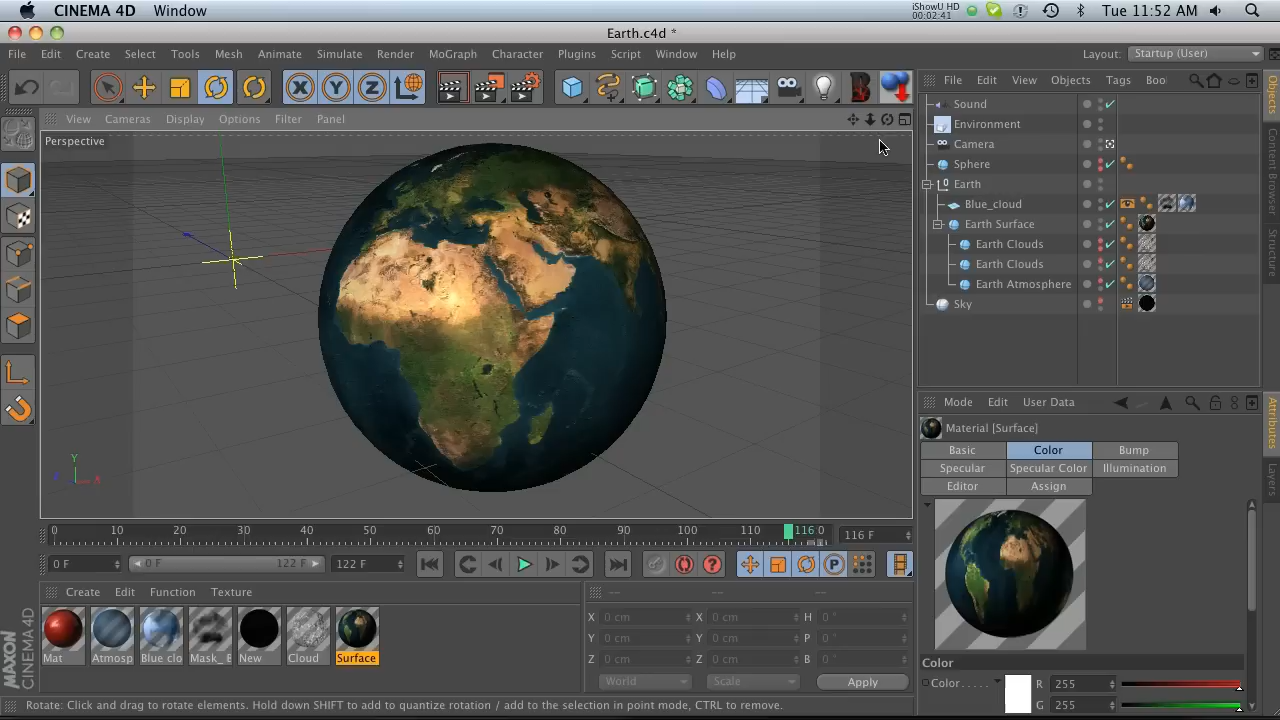 CINEMA 4D Window
iShowU HD
00:02:41
Tue 11:52 AM
Earth.c4d *
File Edit Create Select Tools Mesh Animate Simulate Render MoGraph Character Plugins Script Window Help
Layout: Startup (User)
X Y Z
File Edit View Objects Tags Boo
View Cameras Display Options Filter Panel
Perspective
Sound
Environment
Camera
Sphere
Earth
Blue_cloud
Earth Surface
Earth Clouds
Earth Clouds
Earth Atmosphere
Sky
Objects
Content Browser
Structure
Attributes
Layers
Mode Edit User Data
Material [Surface]
Basic Color Bump
Specular Specular Color Illumination
Editor Assign
Color
Color
R 255
G 255
Y
X
0 10 20 30 40 50 60 70 80 90 100 110 116 0
116 F
0 F
0 F 122 F
122 F
P
Create Edit Function Texture
Mat Atmosp Blue clo Mask_ E New Cloud Surface
-- -- --
X 0 cm X 0 cm H 0 °
Y 0 cm Y 0 cm P 0 °
Z 0 cm Z 0 cm B 0 °
World Scale Apply
MAXON
CINEMA 4D
Rotate: Click and drag to rotate elements. Hold down SHIFT to add to quantize rotation / add to the selection in point mode, CTRL to remove.